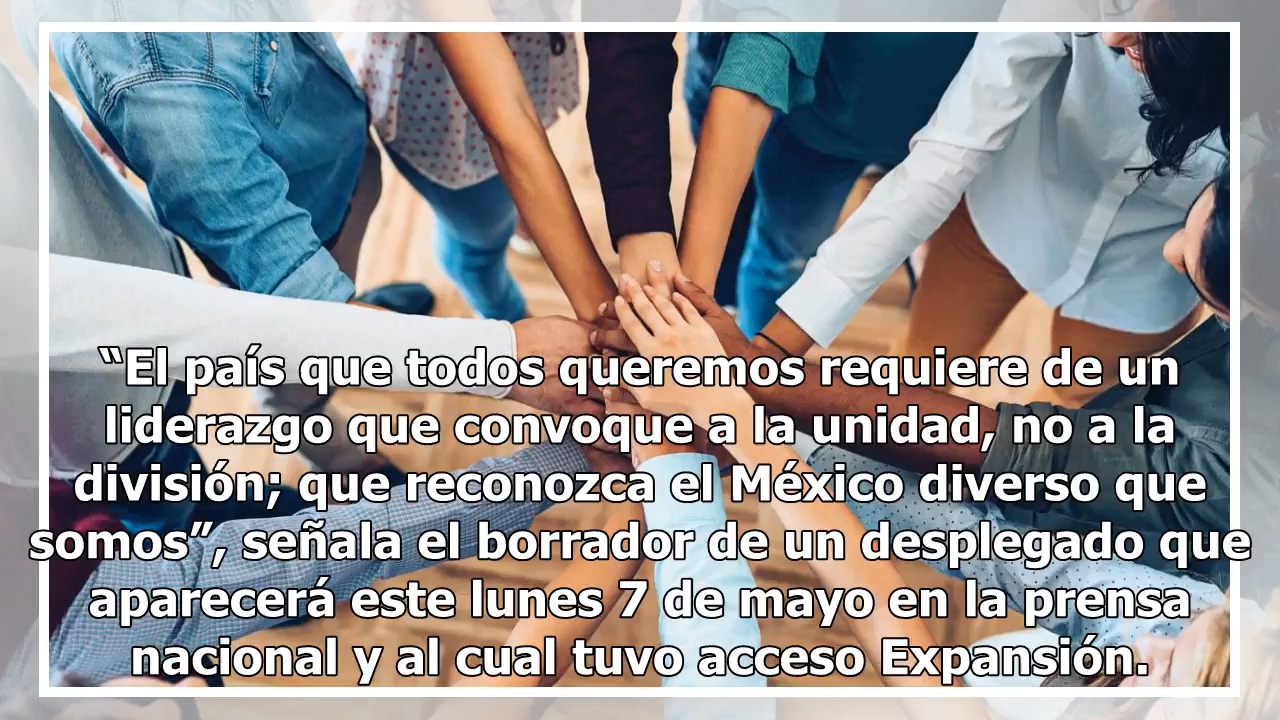 “El país que todos queremos requiere de un
liderazgo que convoque a la unidad, no a la
división; que reconozca el México diverso que
somos”, señala el borrador de un desplegado que
aparecerá este lunes 7 de mayo en la prensa
nacional y al cual tuvo acceso Expansión.